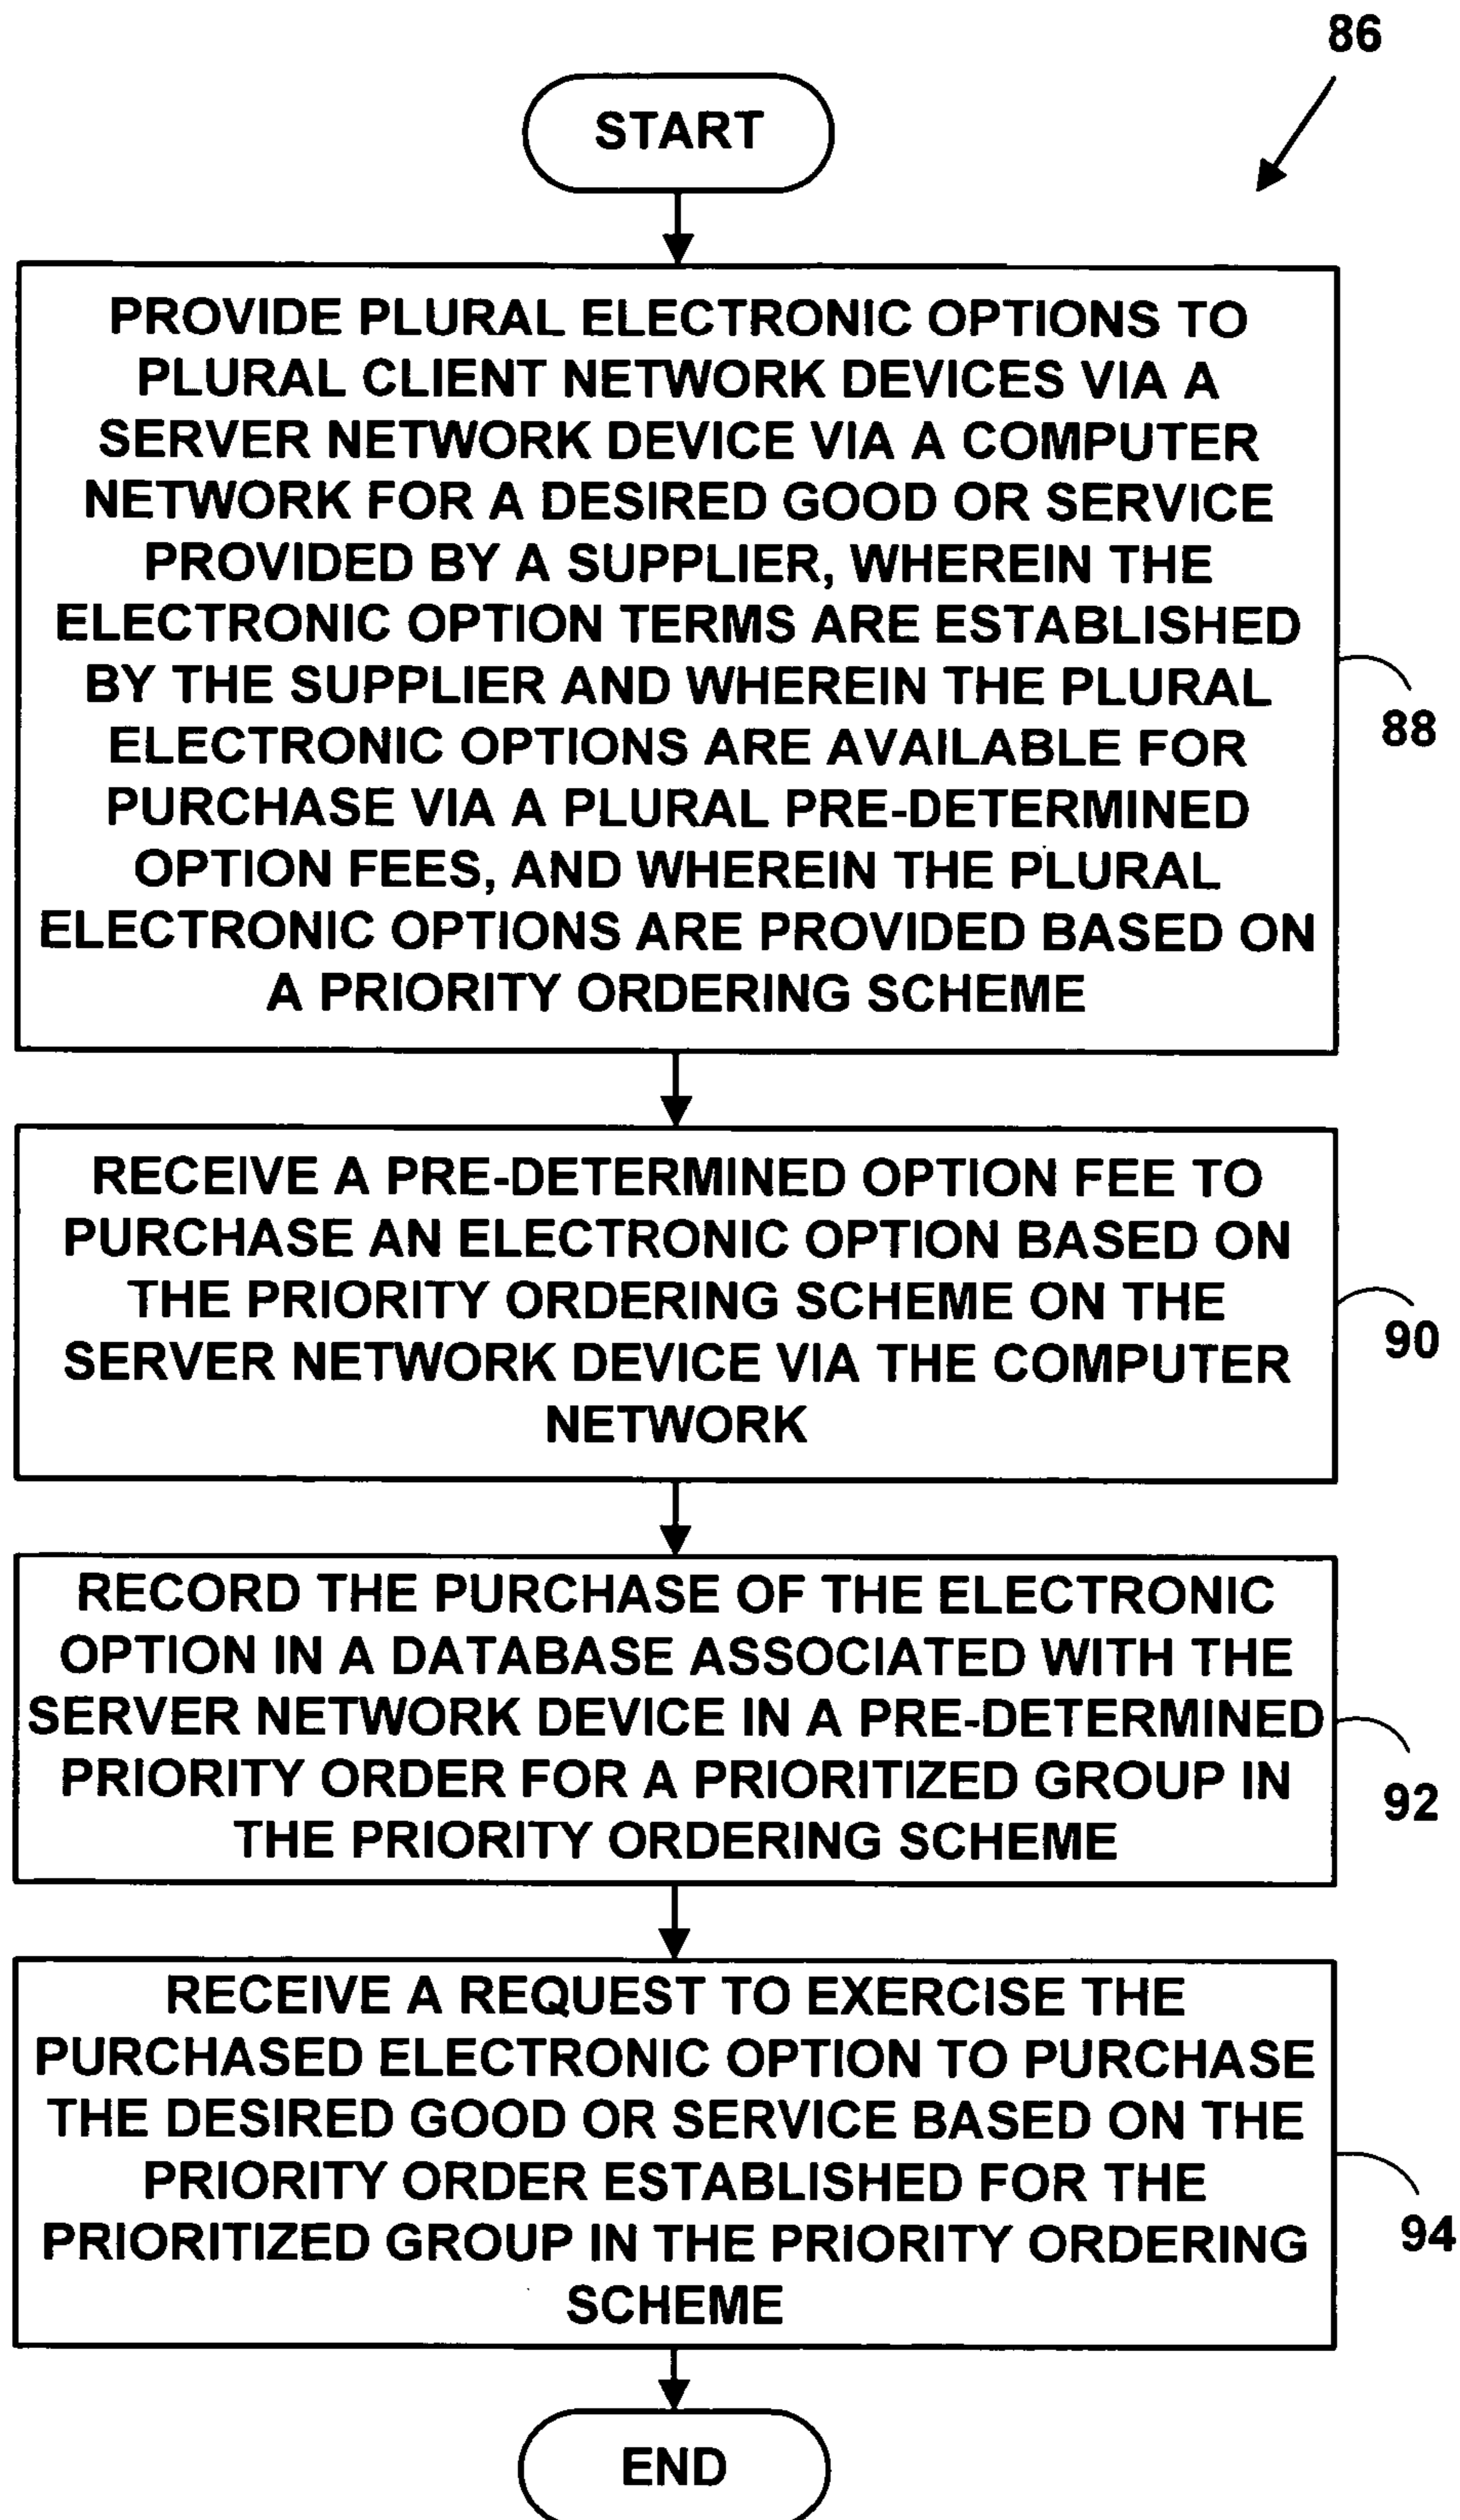 86
START
PROVIDE PLURAL ELECTRONIC OPTIONS TO
PLURAL CLIENT NETWORK DEVICES VIA A
SERVER NETWORK DEVICE VIA A COMPUTER
NETWORK FOR A DESIRED GOOD OR SERVICE
PROVIDED BY A SUPPLIER, WHEREIN THE
ELECTRONIC OPTION TERMS ARE ESTABLISHED
BY THE SUPPLIER AND WHEREIN THE PLURAL
ELECTRONIC OPTIONS ARE AVAILABLE FOR
PURCHASE VIA A PLURAL PRE-DETERMINED
OPTION FEES, AND WHEREIN THE PLURAL
ELECTRONIC OPTIONS ARE PROVIDED BASED ON
A PRIORITY ORDERING SCHEME
88
RECEIVE A PRE-DETERMINED OPTION FEE TO
PURCHASE AN ELECTRONIC OPTION BASED ON
THE PRIORITY ORDERING SCHEME ON THE
SERVER NETWORK DEVICE VIA THE COMPUTER
NETWORK
90
RECORD THE PURCHASE OF THE ELECTRONIC
OPTION IN A DATABASE ASSOCIATED WITH THE
SERVER NETWORK DEVICE IN A PRE-DETERMINED
PRIORITY ORDER FOR A PRIORITIZED GROUP IN
THE PRIORITY ORDERING SCHEME
92
RECEIVE A REQUEST TO EXERCISE THE
PURCHASED ELECTRONIC OPTION TO PURCHASE
THE DESIRED GOOD OR SERVICE BASED ON THE
PRIORITY ORDER ESTABLISHED FOR THE
PRIORITIZED GROUP IN THE PRIORITY ORDERING
SCHEME
94
END